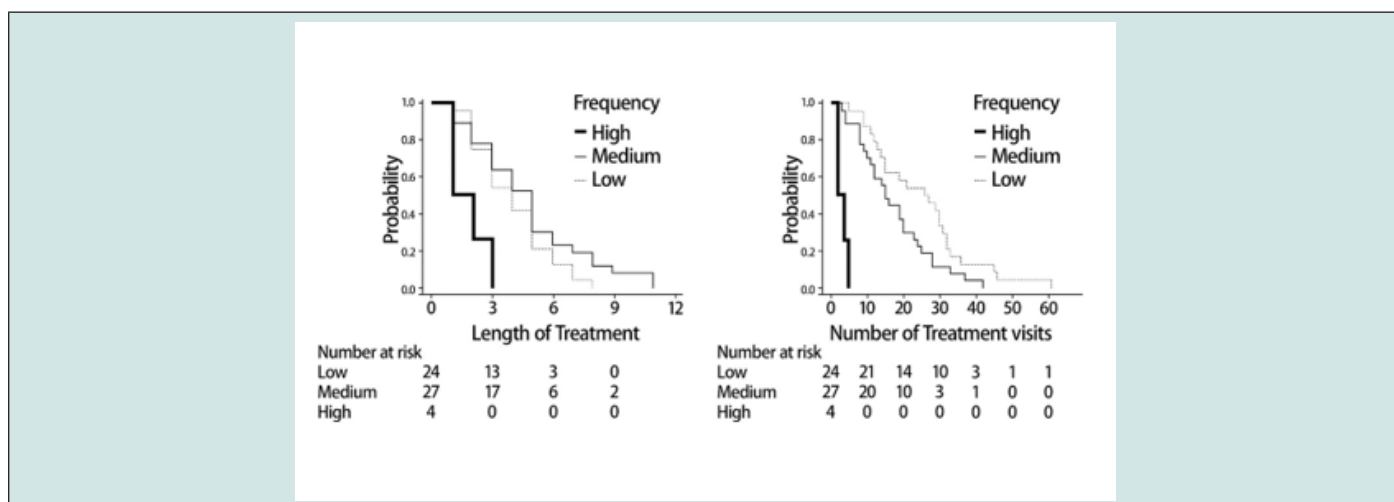 Frequency
High
Medium
Low
Probability
1.0
0.8
0.6
0.4
0.2
0.0
0 3 6 9 12
Length of Treatment
Number at risk
Low 24 13 3 0
Medium 27 17 6 2
High 4 0 0 0
Frequency
High
Medium
Low
Probability
1.0
0.8
0.6
0.4
0.2
0.0
0 10 20 30 40 50 60
Number of Treatment visits
Number at risk
Low 24 21 14 10 3 1 1
Medium 27 20 10 3 1 0 0
High 4 0 0 0 0 0 0